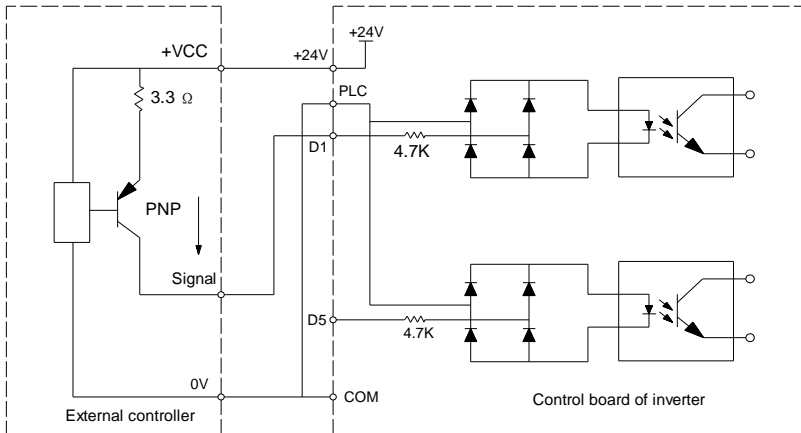 +24V
+VCC
+24V
3.3 Ω
PLC
D1
4.7K
PNP
Signal
D5
4.7K
0V
COM
External controller
Control board of inverter